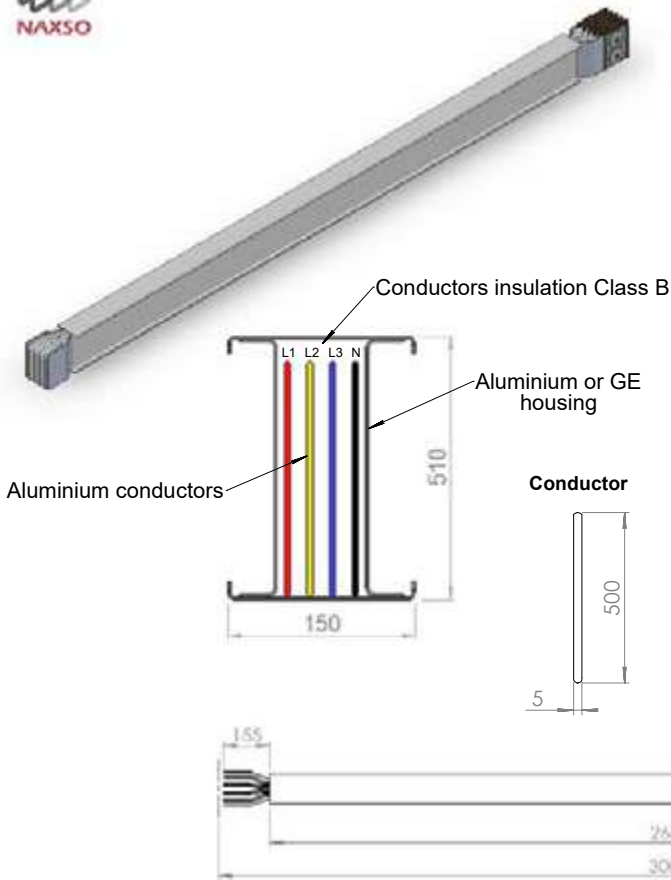 NAXSO
Conductors insulation Class B
L1 L2 L3 N
Aluminium or GE
housing
510
Aluminium conductors
150
Conductor
500
5
155